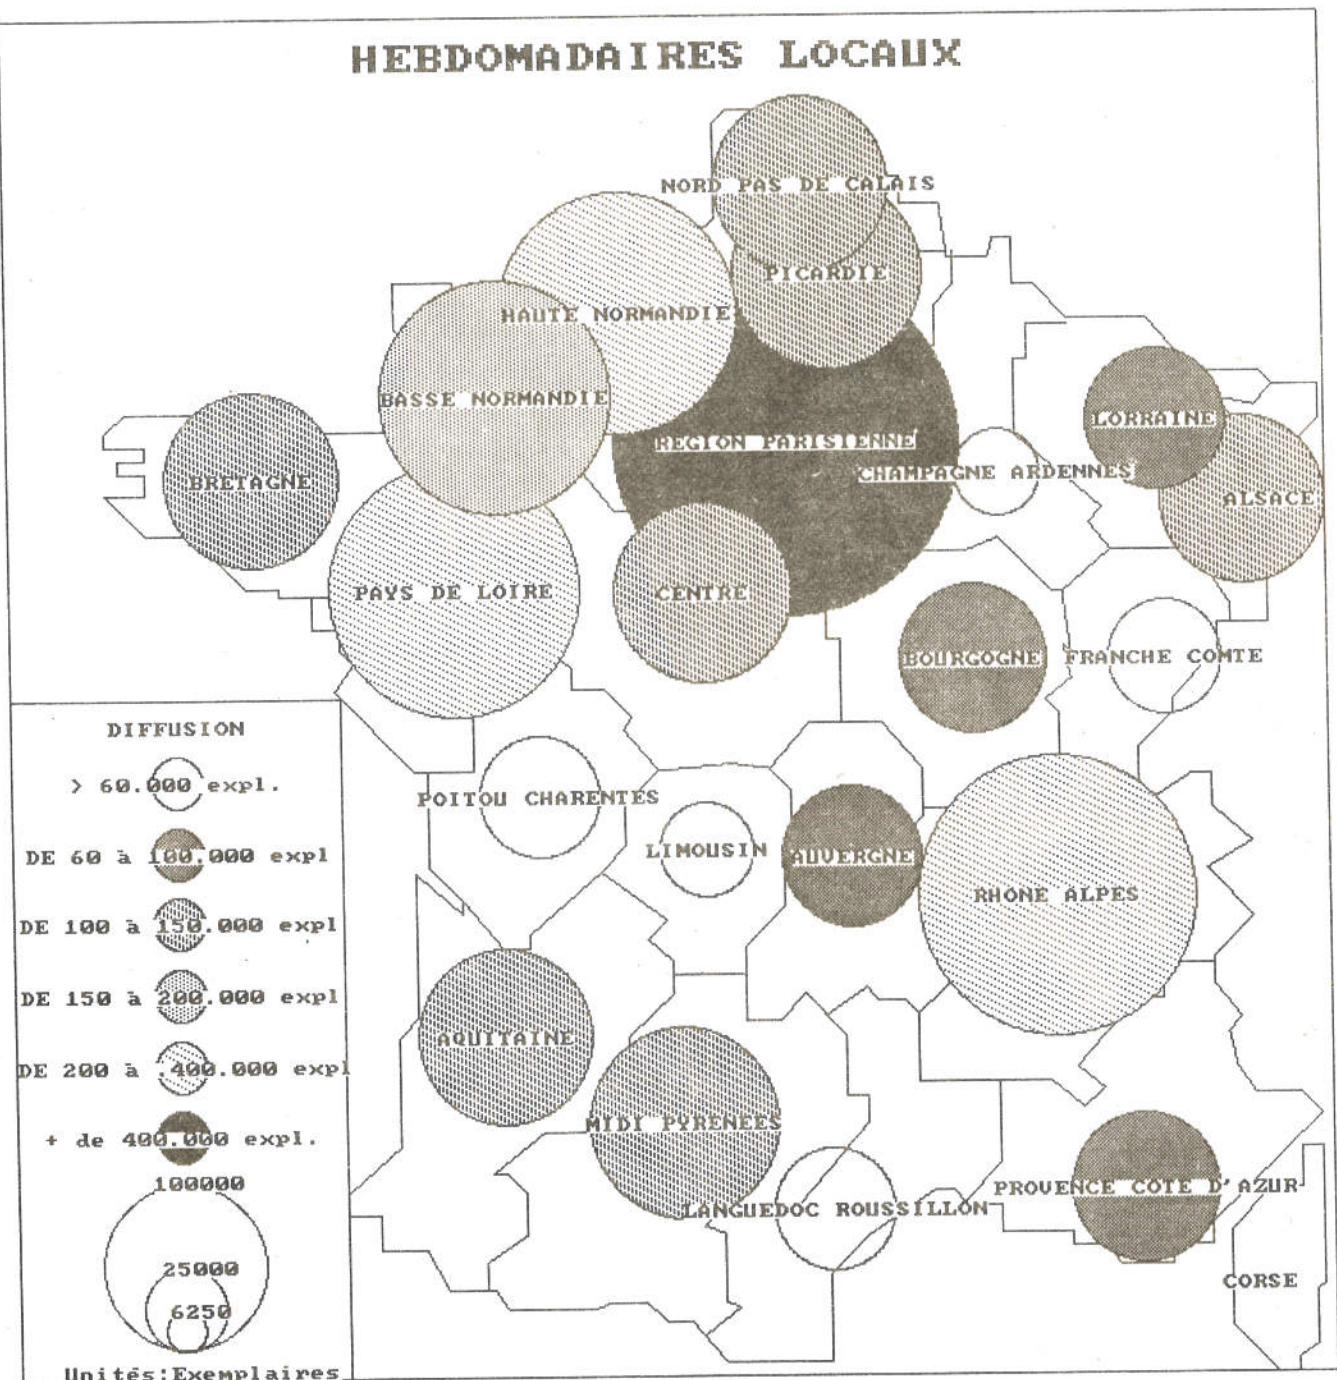 HEBDOMADAIRES LOCAUX
NORD PAS DE CALAIS
PICARDIE
HAUTE NORMANDIE
BASSE NORMANDIE
LORRAINE
REGION PARISIENNE
CHAMPAGNE ARDENNES
BRETAGNE
ALSACE
PAYS DE LOIRE
CENTRE
BOURGOGNE
FRANCHE COMTE
POITOU CHARENTES
LIMOUSIN
AUVERGNE
RHONE ALPES
AQUITAINE
MIDI PYRENEES
PROVENCE COTE D'AZUR
LANGUEDOC ROUSSILLON
CORSE
DIFFUSION
> 60.000 expl.
DE 60 à 100.000 expl
DE 100 à 150.000 expl
DE 150 à 200.000 expl
DE 200 à .400.000 expl
+ de 400.000 expl.
100000
25000
6250
Unités:Exemplaires